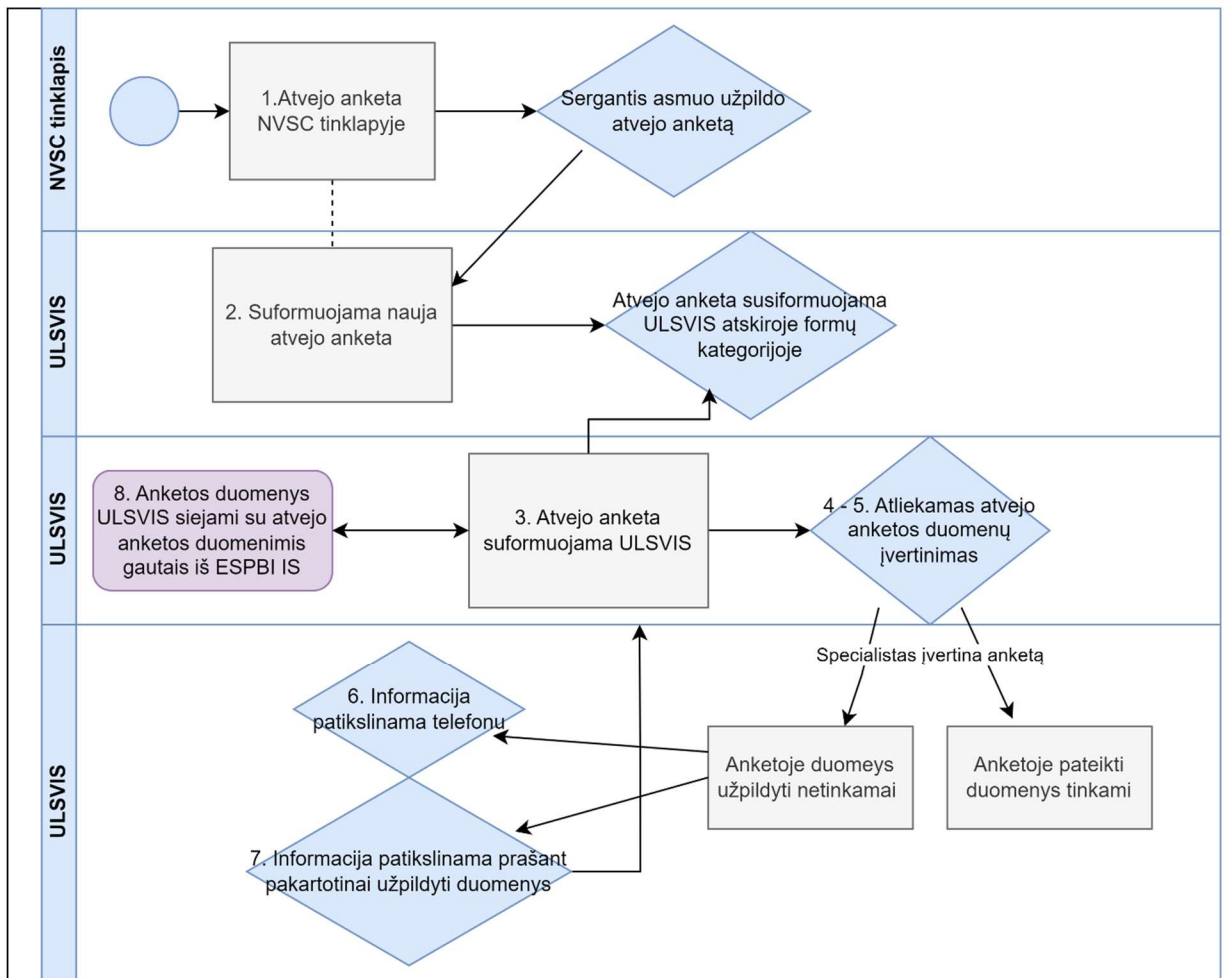 NVSC tinklapis
1.Atvejo anketa
NVSC tinklapyje
Sergantis asmuo užpildo
atvejo anketą
ULSVIS
2. Suformuojama nauja
atvejo anketa
Atvejo anketa susiformuojama
ULSVIS atskiroje formų
kategorijoje
ULSVIS
8. Anketos duomenys
ULSVIS siejami su atvejo
anketos duomenimis
gautais iš ESPBI IS
3. Atvejo anketa
suformuojama ULSVIS
4 - 5. Atliekamas atvejo
anketos duomenų
įvertinimas
ULSVIS
Specialistas įvertina anketą
6. Informacija
patikslinama telefonu
Anketoje duomeys
užpildyti netinkamai
Anketoje pateikti
duomenys tinkami
7. Informacija patikslinama prašant
pakartotinai užpildyti duomenys